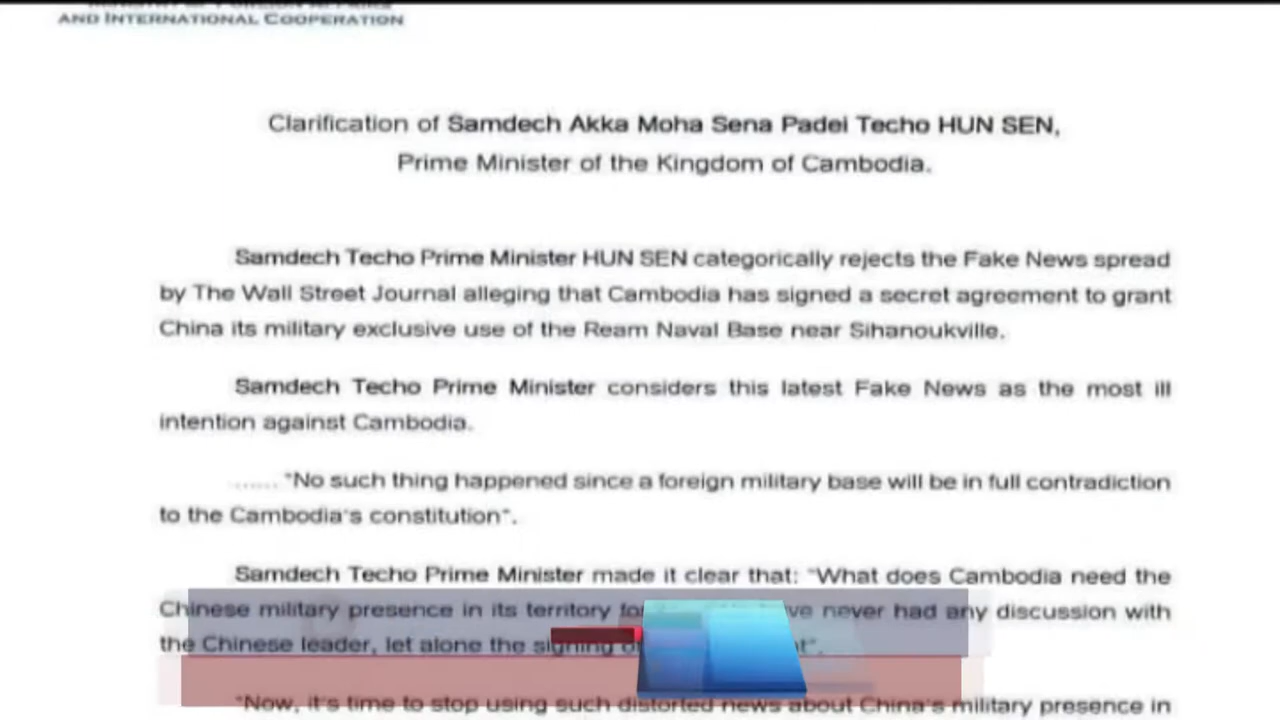 AND INTERNATIONAL COOPERATION
Clarification of Samdech Akka Moha Sena Padei Techo HUN SEN,
Prime Minister of the Kingdom of Cambodia.
Samdech Techo Prime Minister HUN SEN categorically rejects the Fake News spread
by The Wall Street Journal alleging that Cambodia has signed a secret agreement to grant
China its military exclusive use of the Ream Naval Base near Sihanoukville.
Samdech Techo Prime Minister considers this latest Fake News as the most ill
intention against Cambodia.
...... "No such thing happened since a foreign military base will be in full contradiction
to the Cambodia's constitution".
Samdech Techo Prime Minister made it clear that: "What does Cambodia need the
Chinese military presence in its territory never had any discussion with
the Chinese leader, let alone the signing
"Now, it's time to stop using such distorted news about China's military presence in